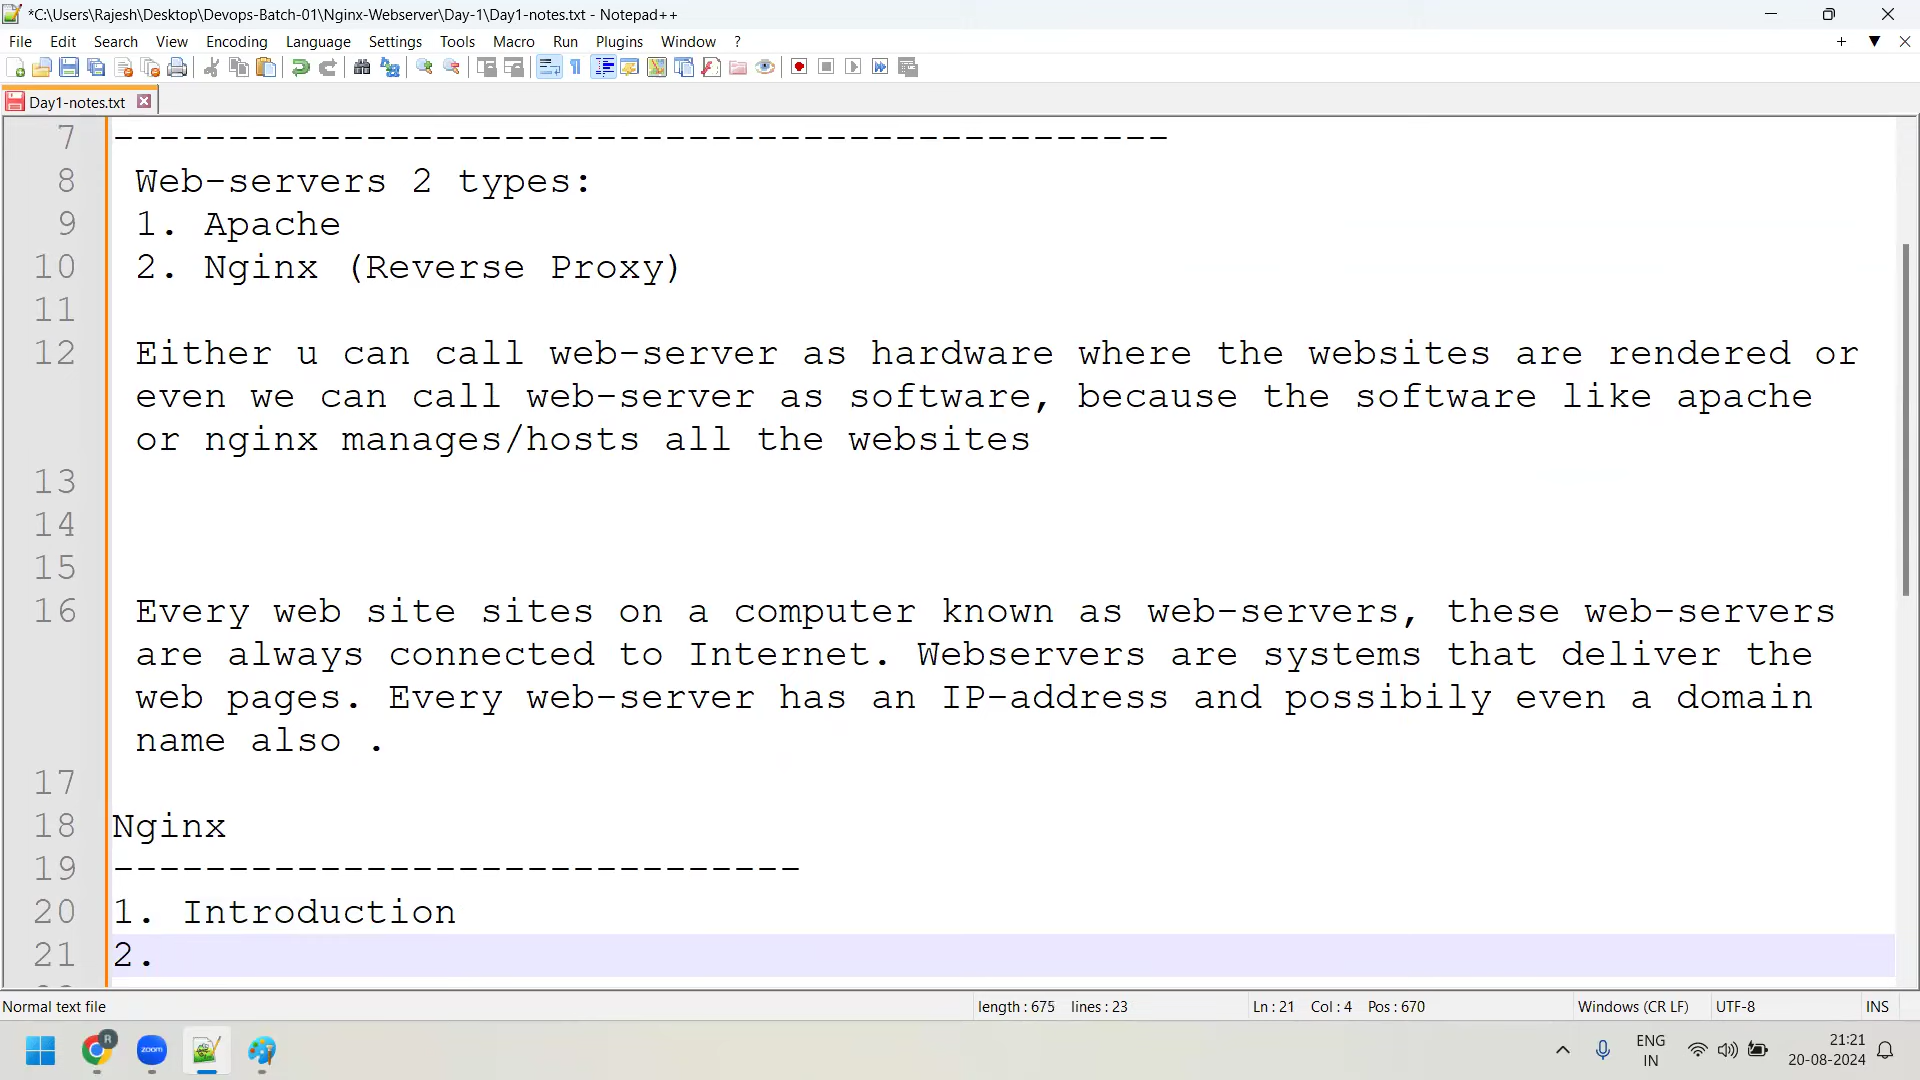 *C:\Users\Rajesh\Desktop\Devops-Batch-01\Nginx-Webserver\Day-1\Day1-notes.txt - Notepad++
File Edit Search View Encoding Language Settings Tools Macro Run Plugins Window ?
Day1-notes.txt
7 ----------------------------------------------
8 Web-servers 2 types:
9 1. Apache
10 2. Nginx (Reverse Proxy)
11
12 Either u can call web-server as hardware where the websites are rendered or
even we can call web-server as software, because the software like apache
or nginx manages/hosts all the websites
13
14
15
16 Every web site sites on a computer known as web-servers, these web-servers
are always connected to Internet. Webservers are systems that deliver the
web pages. Every web-server has an IP-address and possibily even a domain
name also .
17
18 Nginx
19 ------------------------------
20 1. Introduction
21 2.
Normal text file length : 675 lines : 23 Ln : 21 Col : 4 Pos : 670 Windows (CR LF) UTF-8 INS
R zoom ENG 21:21
IN 20-08-2024